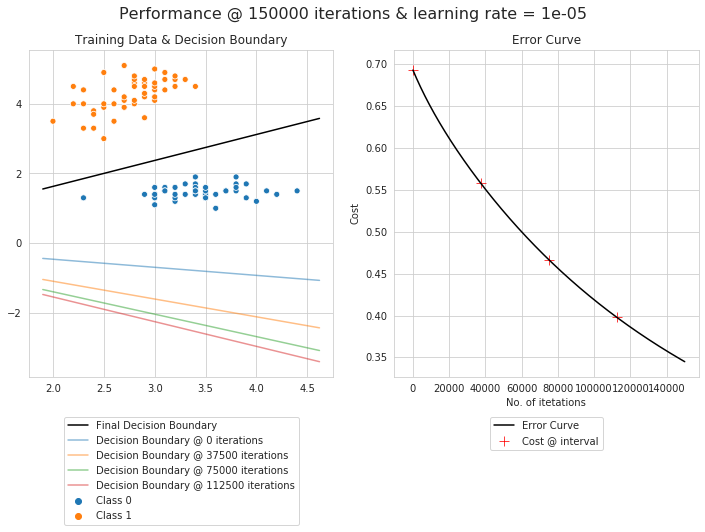 Performance @ 150000 iterations & learning rate = 1e-05
Training Data & Decision Boundary
4
2
0
−2
2.0 2.5 3.0 3.5 4.0 4.5
Final Decision Boundary
Decision Boundary @ 0 iterations
Decision Boundary @ 37500 iterations
Decision Boundary @ 75000 iterations
Decision Boundary @ 112500 iterations
Class 0
Class 1
Error Curve
Cost
0.70
0.65
0.60
0.55
0.50
0.45
0.40
0.35
0 20000 40000 60000 80000 100000 120000 140000
No. of itetations
Error Curve
Cost @ interval